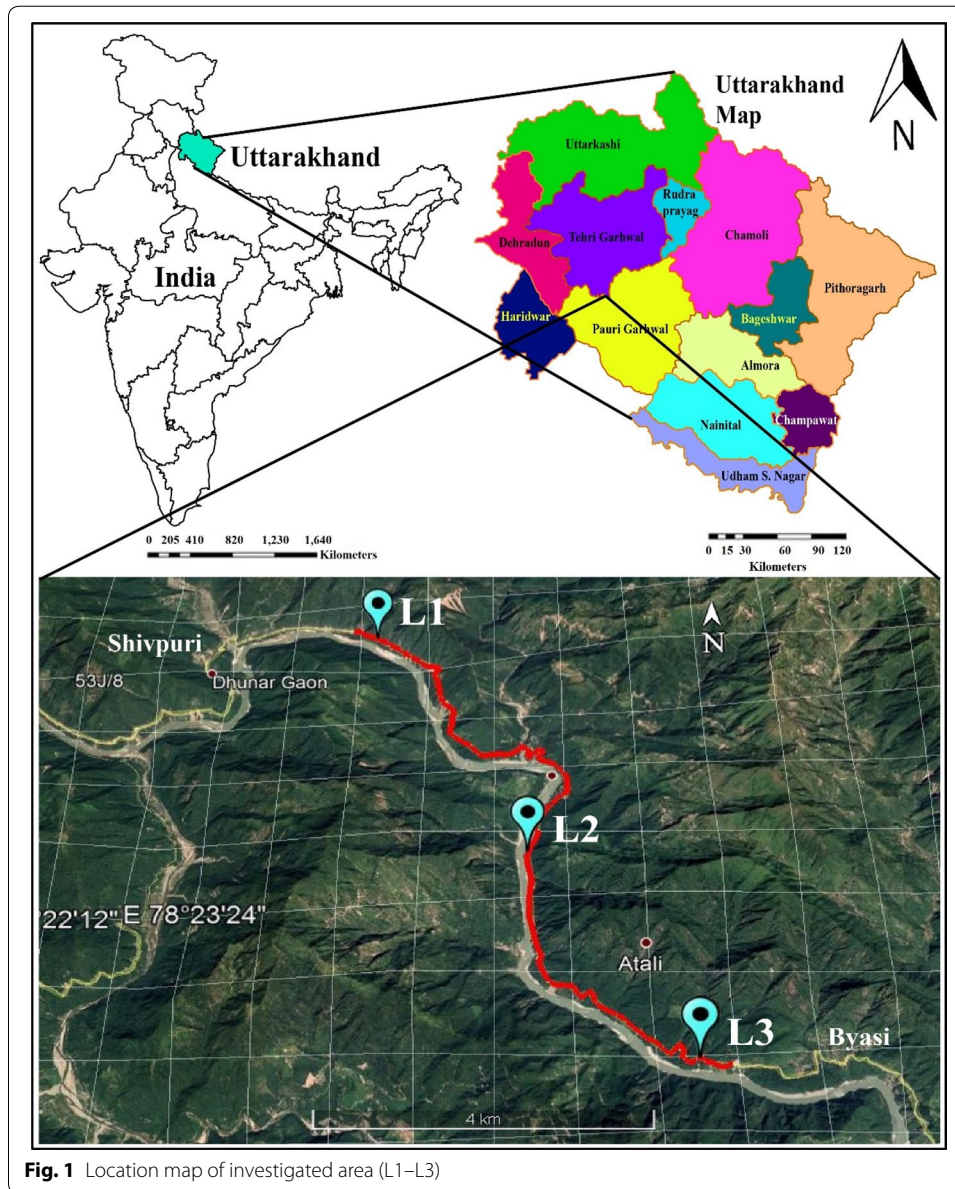 Uttarakhand
Map
N
Uttarkashi
Uttarakhand
Rudra
prayag
Dehradun
Tehri Garhwal
Chamoli
India
Pithoragarh
Haridwar
Bageshwar
Pauri Garhwal
Almora
Champawat
Nainital
Udham S. Nagar
0 205 410 820 1,230 1,640
Kilometers
0 15 30 60 90 120
Kilometers
L1
Shivpuri
N
53J/8
Dhunar Gaon
L2
'22'12" E 78°23'24"
Atali
L3
Byasi
4 km
Fig. 1 Location map of investigated area (L1–L3)